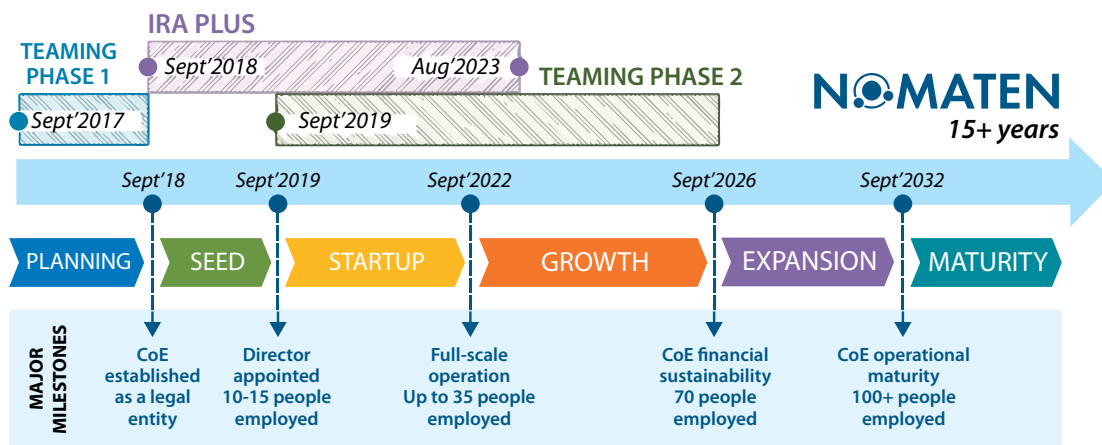 IRA PLUS
TEAMING
PHASE 1
Sept'2018
Aug'2023
TEAMING PHASE 2
Sept'2017
Sept'2019
NOMATEN
15+ years
Sept'18
Sept'2019
Sept'2022
Sept'2026
Sept'2032
PLANNING
SEED
STARTUP
GROWTH
EXPANSION
MATURITY
MAJOR
MILESTONES
CoE
established
as a legal
entity
Director
appointed
10-15 people
employed
Full-scale
operation
Up to 35 people
employed
CoE financial
sustainability
70 people
employed
CoE operational
maturity
100+ people
employed